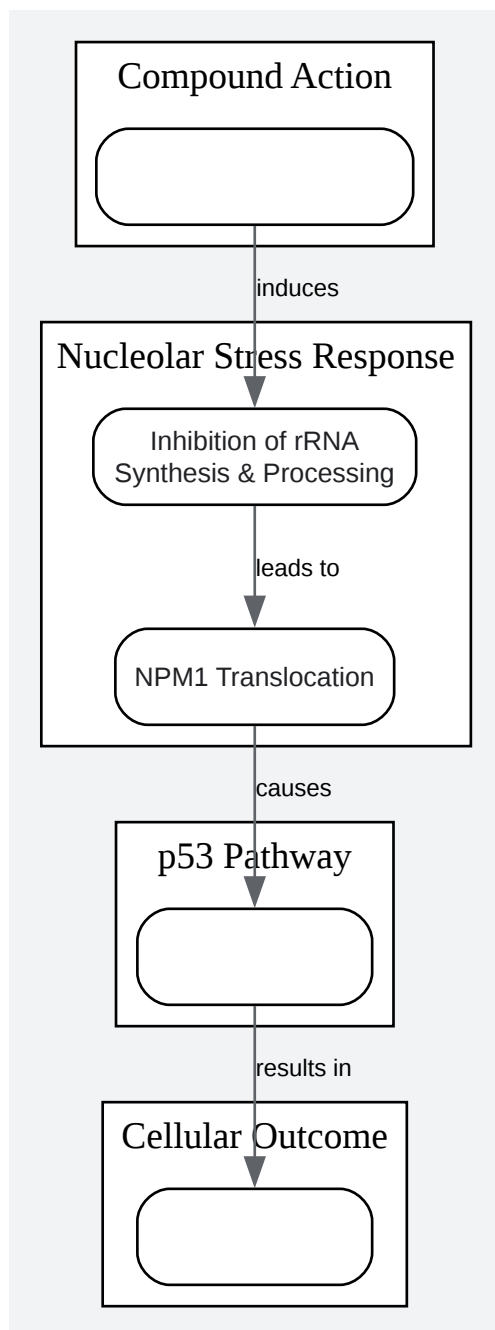 Compound Action
induces
Nucleolar Stress Response
Inhibition of rRNA
Synthesis & Processing
leads to
NPM1 Translocation
causes
p53 Pathway
results in
Cellular Outcome